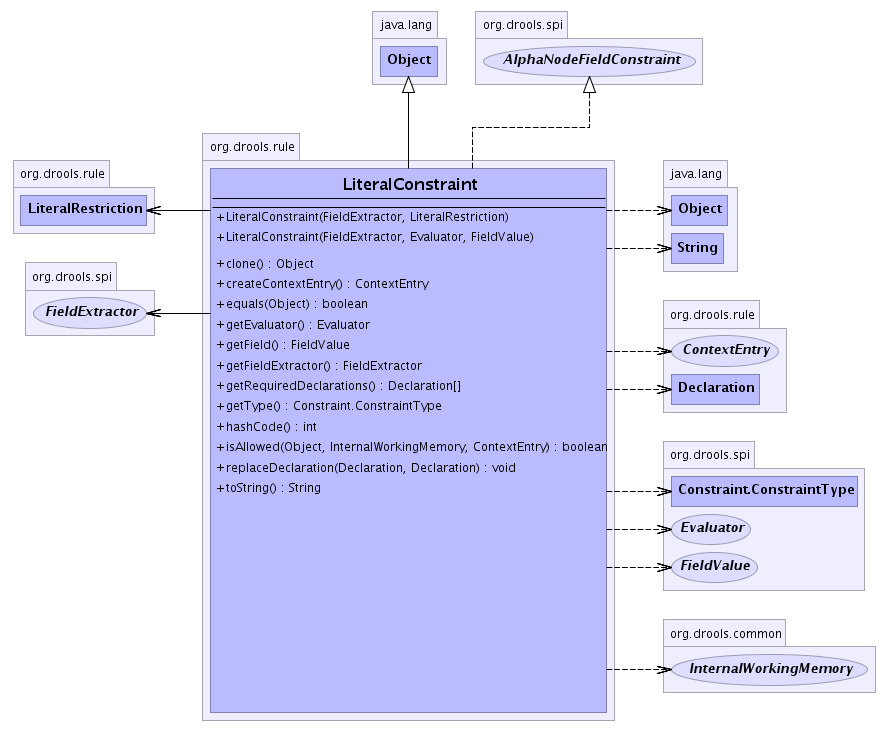 java.lang
Object
org.drools.spi
AlphaNodeFieldConstraint
org.drools.rule
LiteralRestriction
org.drools.spi
FieldExtractor
org.drools.rule
LiteralConstraint
+LiteralConstraint(FieldExtractor, LiteralRestriction)
+LiteralConstraint(FieldExtractor, Evaluator, FieldValue)
+clone() : Object
+createContextEntry() : ContextEntry
+equals(Object) : boolean
+getEvaluator() : Evaluator
+getField() : FieldValue
+getFieldExtractor() : FieldExtractor
+getRequiredDeclarations() : Declaration[]
+getType() : Constraint.ConstraintType
+hashCode() : int
+isAllowed(Object, InternalWorkingMemory, ContextEntry) : boolean
+replaceDeclaration(Declaration, Declaration) : void
+toString() : String
java.lang
Object
String
org.drools.rule
ContextEntry
Declaration
org.drools.spi
Constraint.ConstraintType
Evaluator
FieldValue
org.drools.common
InternalWorkingMemory